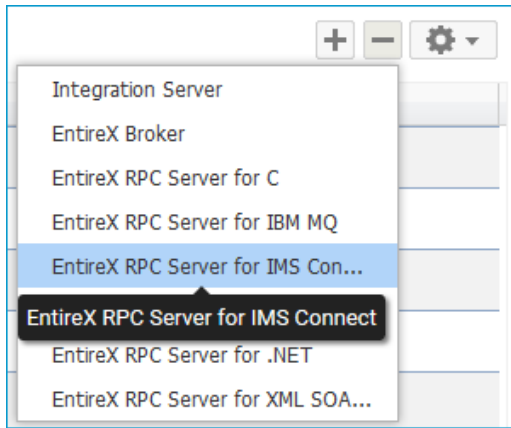 Integration Server
EntireX Broker
EntireX RPC Server for C
EntireX RPC Server for IBM MQ
EntireX RPC Server for IMS Con...
EntireX RPC Server for IMS Connect
EntireX RPC Server for .NET
EntireX RPC Server for XML SOA...